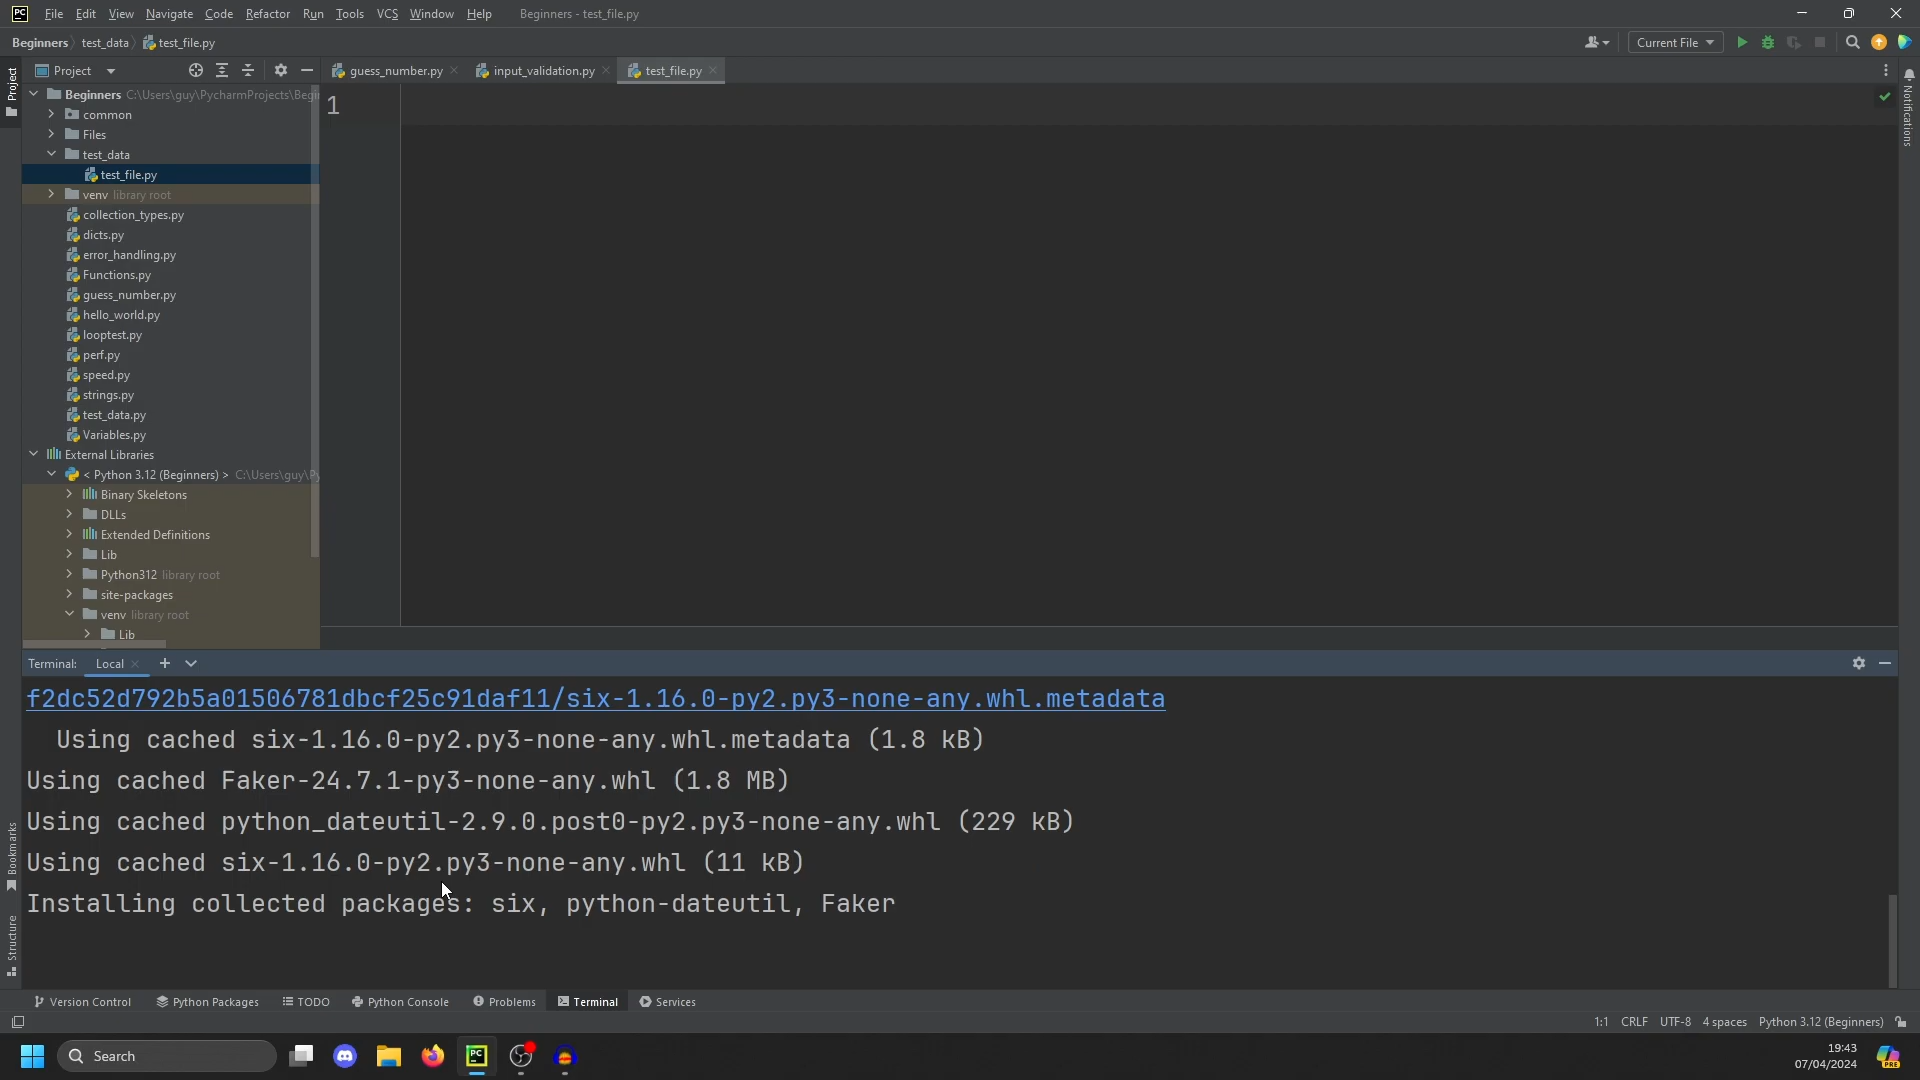 PC File Edit View Navigate Code Refactor Run Tools VCS Window Help Beginners - test_file.py
Beginners test_data test_file.py Current File
Project guess_number.py input_validation.py test_file.py
Project
Notifications
Beginners C:\Users\guy\PycharmProjects\Begi
1
common
Files
test_data
test_file.py
venv library root
collection_types.py
dicts.py
error_handling.py
Functions.py
guess_number.py
hello_world.py
looptest.py
perf.py
speed.py
strings.py
test_data.py
Variables.py
External Libraries
< Python 3.12 (Beginners) > C:\Users\guy\Py
Binary Skeletons
DLLs
Extended Definitions
Lib
Python312 library root
site-packages
venv library root
Lib
Terminal: Local
f2dc52d792b5a01506781dbcf25c91daf11/six-1.16.0-py2.py3-none-any.whl.metadata
Using cached six-1.16.0-py2.py3-none-any.whl.metadata (1.8 kB)
Using cached Faker-24.7.1-py3-none-any.whl (1.8 MB)
Using cached python_dateutil-2.9.0.post0-py2.py3-none-any.whl (229 kB)
Using cached six-1.16.0-py2.py3-none-any.whl (11 kB)
Installing collected packages: six, python-dateutil, Faker
Bookmarks
Structure
Version Control Python Packages TODO Python Console Problems Terminal Services
1:1 CRLF UTF-8 4 spaces Python 3.12 (Beginners)
Search PC 19:43
07/04/2024 PRE